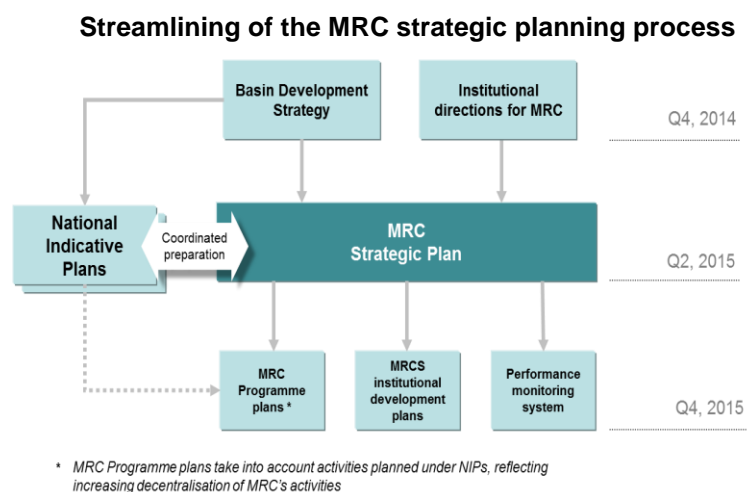 Streamlining of the MRC strategic planning process
Basin Development
Strategy
Institutional
directions for MRC
Q4, 2014
National
Indicative
Plans
Coordinated
preparation
MRC
Strategic Plan
Q2, 2015
MRC
Programme
plans *
MRCS
institutional
development
plans
Performance
monitoring
system
Q4, 2015
* MRC Programme plans take into account activities planned under NIPs, reflecting
increasing decentralisation of MRC's activities